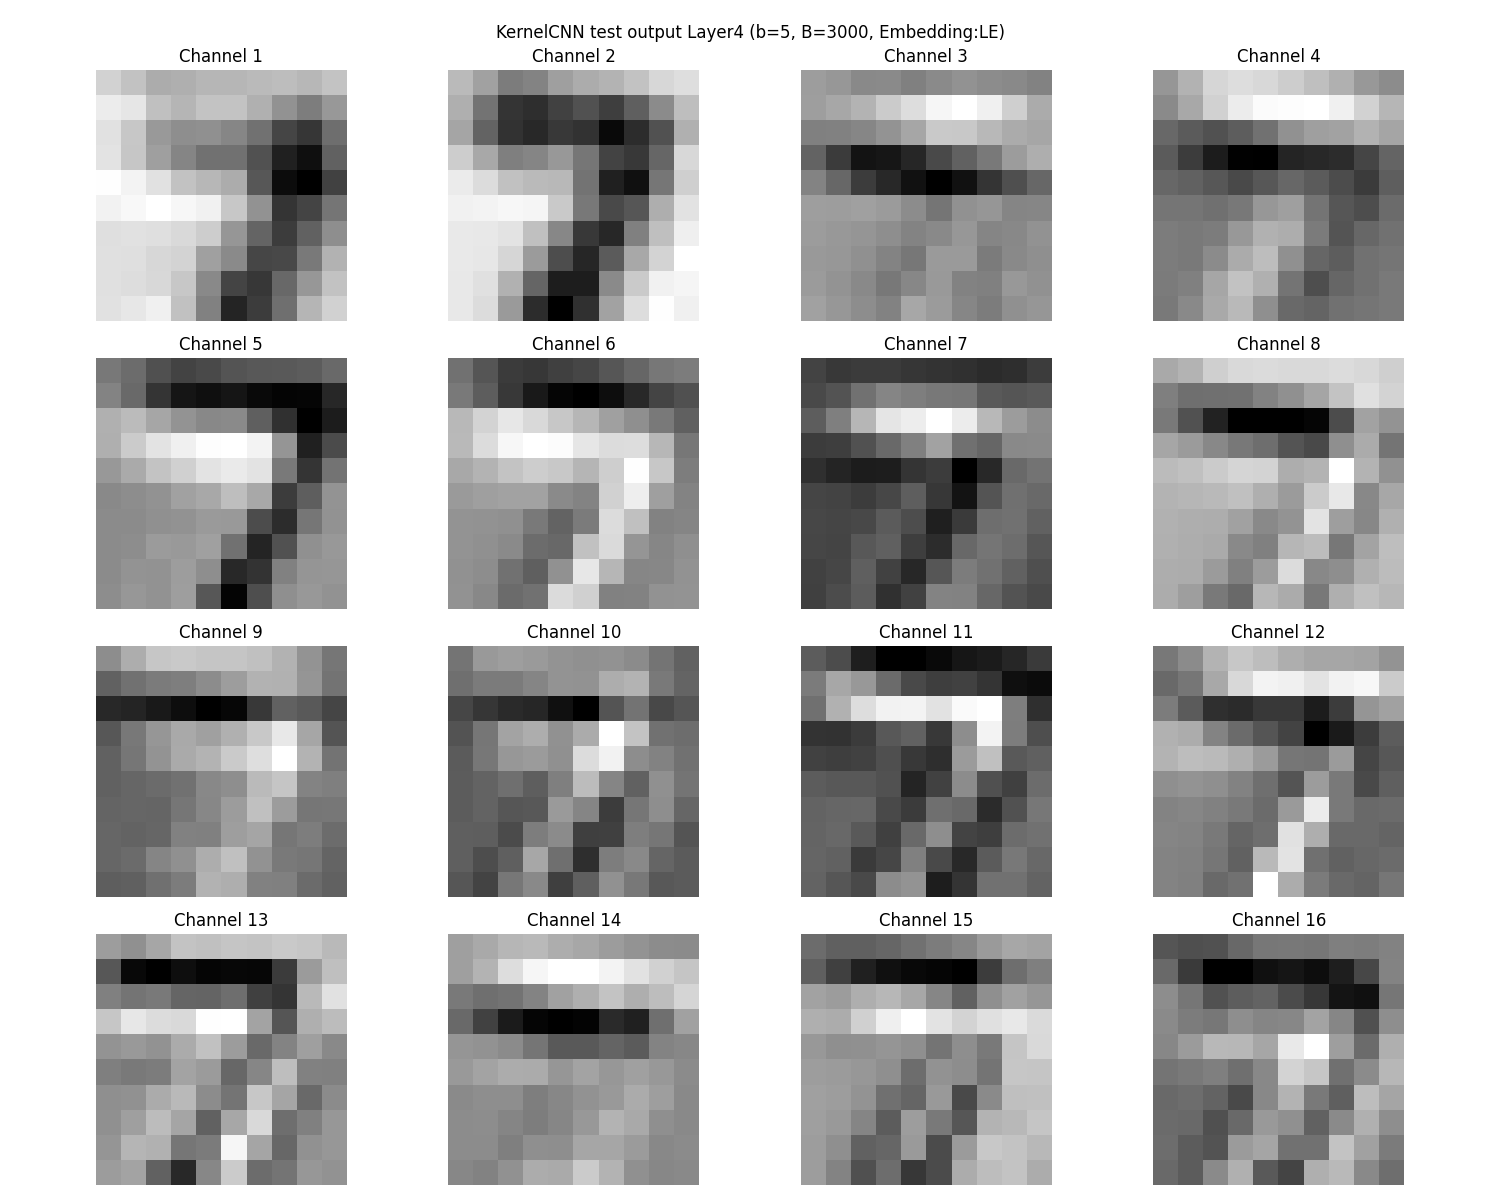 KernelCNN test output Layer4 (b=5, B=3000, Embedding:LE)
Channel 1 Channel 2 Channel 3 Channel 4
Channel 5 Channel 6 Channel 7 Channel 8
Channel 9 Channel 10 Channel 11 Channel 12
Channel 13 Channel 14 Channel 15 Channel 16